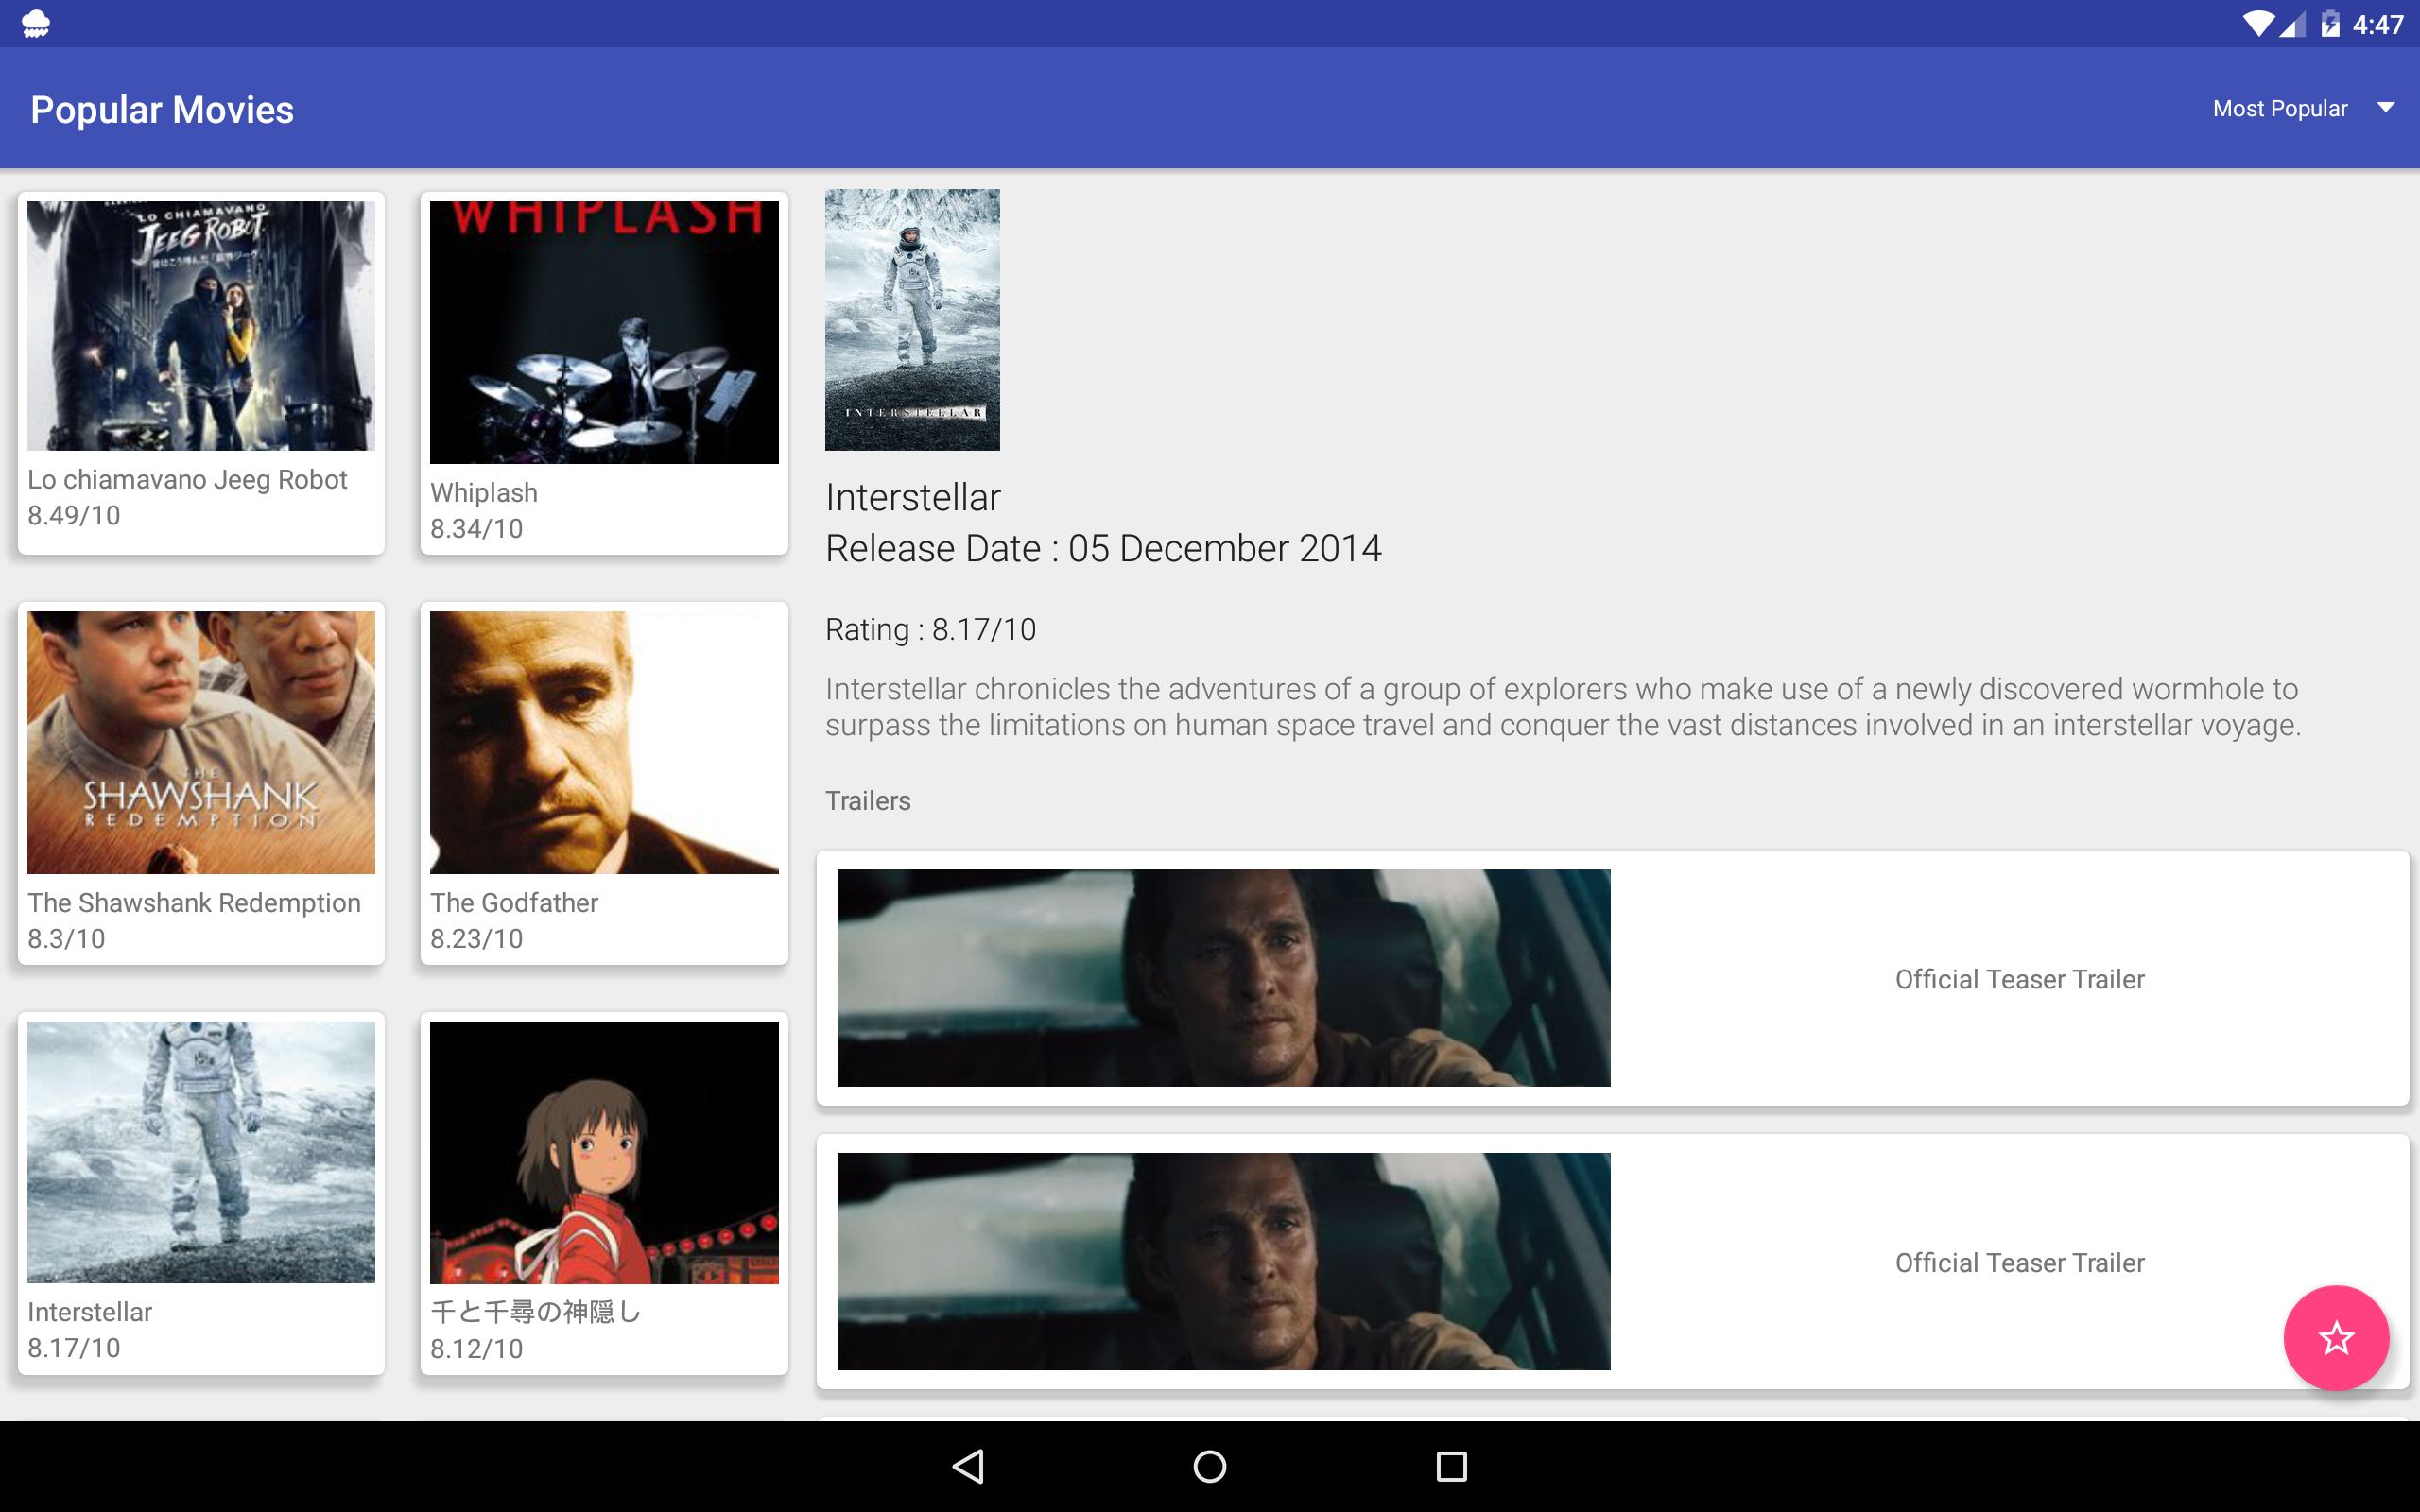 4:47
Popular Movies
Most Popular
LO CHIAMAVANO
JEEG ROBOT
Lo chiamavano Jeeg Robot
8.49/10
WHIPLASH
Whiplash
8.34/10
THE
SHAWSHANK
REDEMPTION
The Shawshank Redemption
8.3/10
The Godfather
8.23/10
Interstellar
8.17/10
千と千尋の神隠し
8.12/10
INTERSTELLAR
Interstellar
Release Date : 05 December 2014
Rating : 8.17/10
Interstellar chronicles the adventures of a group of explorers who make use of a newly discovered wormhole to
surpass the limitations on human space travel and conquer the vast distances involved in an interstellar voyage.
Trailers
Official Teaser Trailer
Official Teaser Trailer